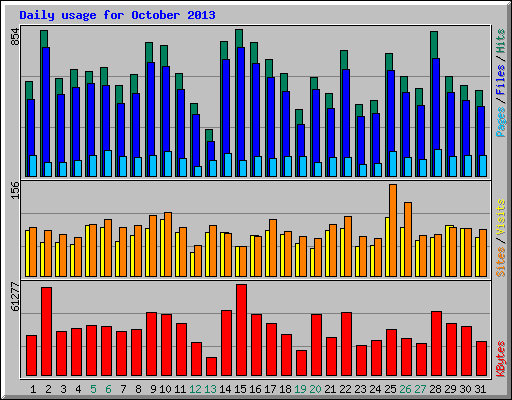 Daily usage for October 2013
854
Pages / Files / Hits
156
Sites / Visits
61277
KBytes
1 2 3 4 5 6 7 8 9 10 11 12 13 14 15 16 17 18 19 20 21 22 23 24 25 26 27 28 29 30 31